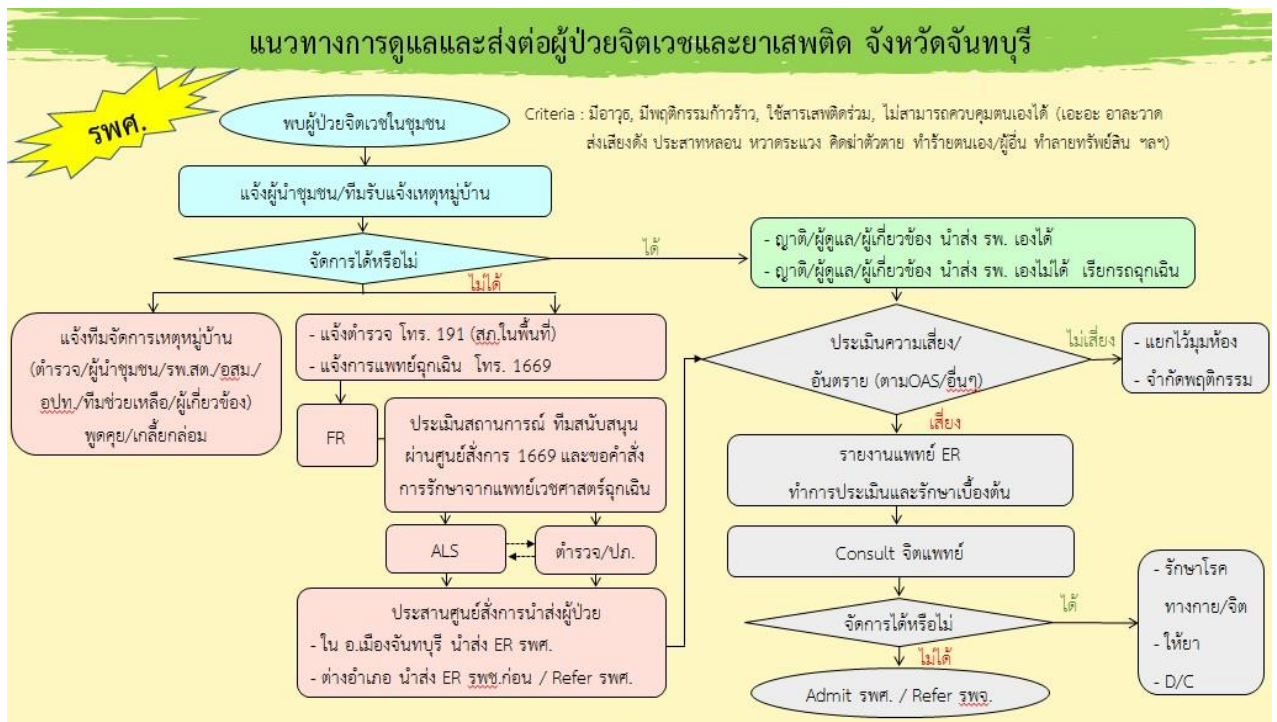 แนวทางการดูแลและส่งต่อผู้ป่วยจิตเวชและยาเสพติด จังหวัดจันทบุรี
รพศ.
พบผู้ป่วยจิตเวชในชุมชน
Criteria : มีอาวุธ, มีพฤติกรรมก้าวร้าว, ใช้สารเสพติดร่วม, ไม่สามารถควบคุมตนเองได้ (เอะอะ อาละวาด
ส่งเสียงดัง ประสาทหลอน หวาดระแวง คิดฆ่าตัวตาย ทำร้ายตนเอง/ผู้อื่น ทำลายทรัพย์สิน ฯลฯ)
แจ้งผู้นำชุมชน/ทีมรับแจ้งเหตุหมู่บ้าน
จัดการได้หรือไม่
ได้
- ญาติ/ผู้ดูแล/ผู้เกี่ยวข้อง นำส่ง รพ. เองได้
- ญาติ/ผู้ดูแล/ผู้เกี่ยวข้อง นำส่ง รพ. เองไม่ได้ เรียกรถฉุกเฉิน
ไม่ได้
แจ้งทีมจัดการเหตุหมู่บ้าน
(ตำรวจ/ผู้นำชุมชน/รพ.สต./อสม./
อปท./ทีมช่วยเหลือ/ผู้เกี่ยวข้อง)
พูดคุย/เกลี้ยกล่อม
- แจ้งตำรวจ โทร. 191 (สภ.ในพื้นที่)
- แจ้งการแพทย์ฉุกเฉิน โทร. 1669
FR
ประเมินสถานการณ์ ทีมสนับสนุน
ผ่านศูนย์สั่งการ 1669 และขอคำสั่ง
การรักษาจากแพทย์เวชศาสตร์ฉุกเฉิน
ALS
ตำรวจ/ปภ.
ประสานศูนย์สั่งการนำส่งผู้ป่วย
- ใน อ.เมืองจันทบุรี นำส่ง ER รพศ.
- ต่างอำเภอ นำส่ง ER รพช.ก่อน / Refer รพศ.
ประเมินความเสี่ยง/
อันตราย (ตามOAS/อื่นๆ)
ไม่เสี่ยง
- แยกไว้มุมห้อง
- จำกัดพฤติกรรม
เสี่ยง
รายงานแพทย์ ER
ทำการประเมินและรักษาเบื้องต้น
Consult จิตแพทย์
จัดการได้หรือไม่
ได้
- รักษาโรค
ทางกาย/จิต
- ให้ยา
- D/C
ไม่ได้
Admit รพศ. / Refer รพจ.